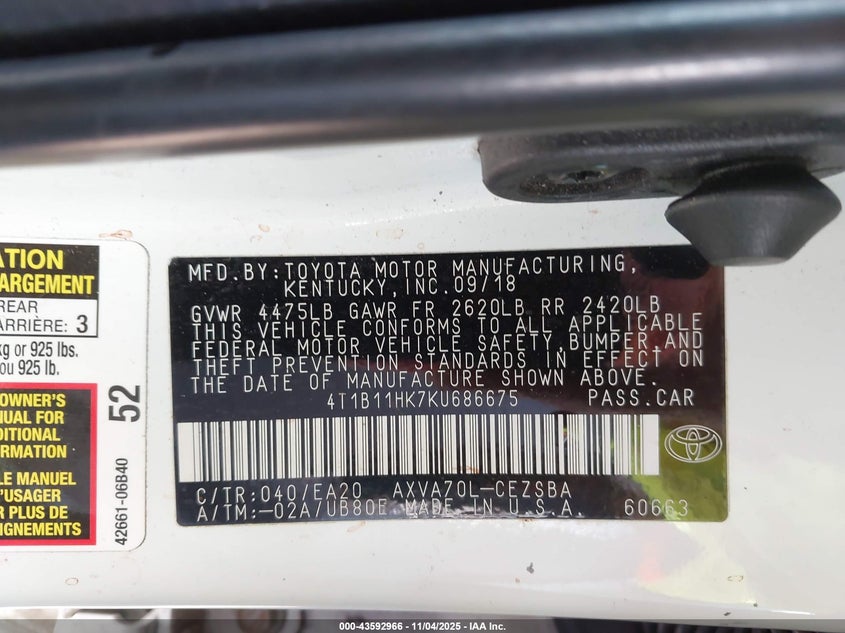 ATION
ARGEMENT
REAR
ARRIÈRE: 3
kg or 925 lbs.
ou 925 lb.
OWNER'S
MANUAL FOR
DITIONAL
FORMATION
LE MANUEL
'USAGER
R PLUS DE
IGNEMENTS
52
42661-06B40
MFD.BY:TOYOTA MOTOR MANUFACTURING,
KENTUCKY,INC.09/18
GVWR 4475LB GAWR FR 2620LB RR 2420LB
THIS VEHICLE CONFORMS TO ALL APPLICABLE
FEDERAL MOTOR VEHICLE SAFETY,BUMPER,AND
THEFT PREVENTION STANDARDS IN EFFECT ON
THE DATE OF MANUFACTURE SHOWN ABOVE.
4T1B11HK7KU686675 PASS.CAR
C/TR:040/EA20 AXVA70L-CEZSBA
A/TM:-02A/UB80E MADE IN U.S.A. 60663
000-43592966 - 11/04/2025 - IAA Inc.